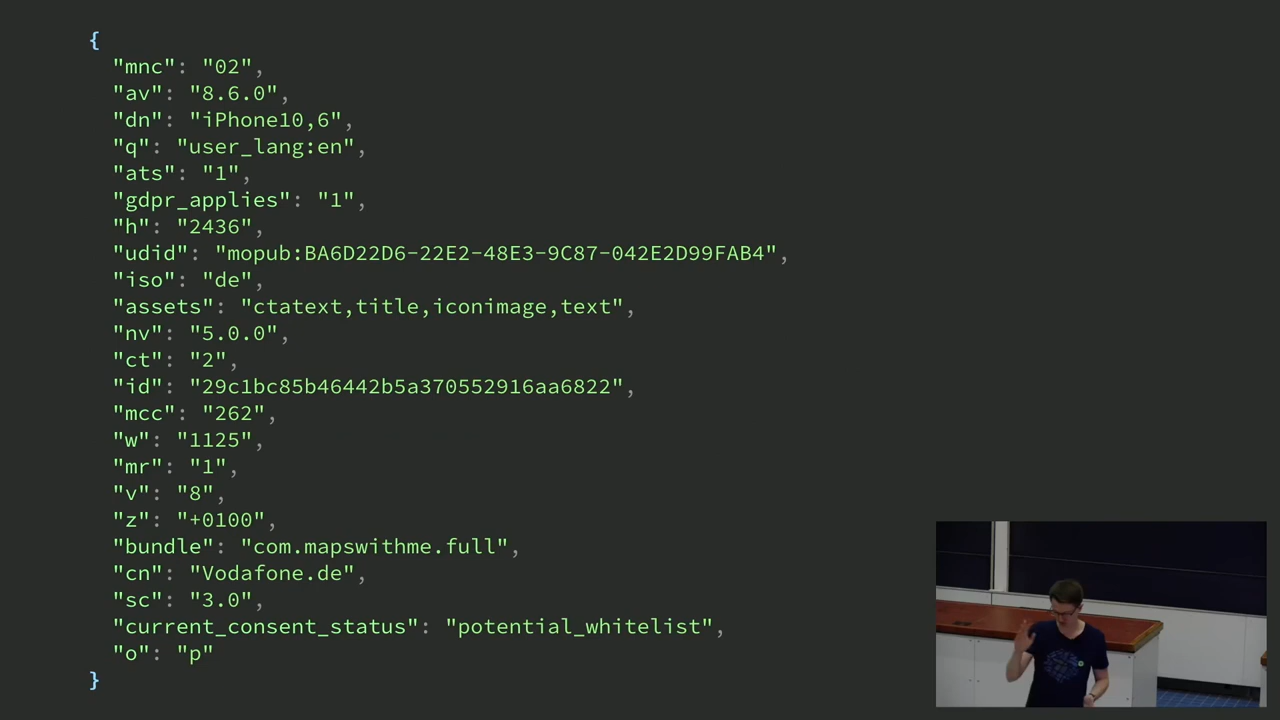 {
"mnc": "02",
"av": "8.6.0",
"dn": "iPhone10,6",
"q": "user_lang:en",
"ats": "1",
"gdpr_applies": "1",
"h": "2436",
"udid": "mopub:BA6D22D6-22E2-48E3-9C87-042E2D99FAB4",
"iso": "de",
"assets": "ctatext,title,iconimage,text",
"nv": "5.0.0",
"ct": "2",
"id": "29c1bc85b46442b5a370552916aa6822",
"mcc": "262",
"w": "1125",
"mr": "1",
"v": "8",
"z": "+0100",
"bundle": "com.mapswithme.full",
"cn": "Vodafone.de",
"sc": "3.0",
"current_consent_status": "potential_whitelist",
"o": "p"
}